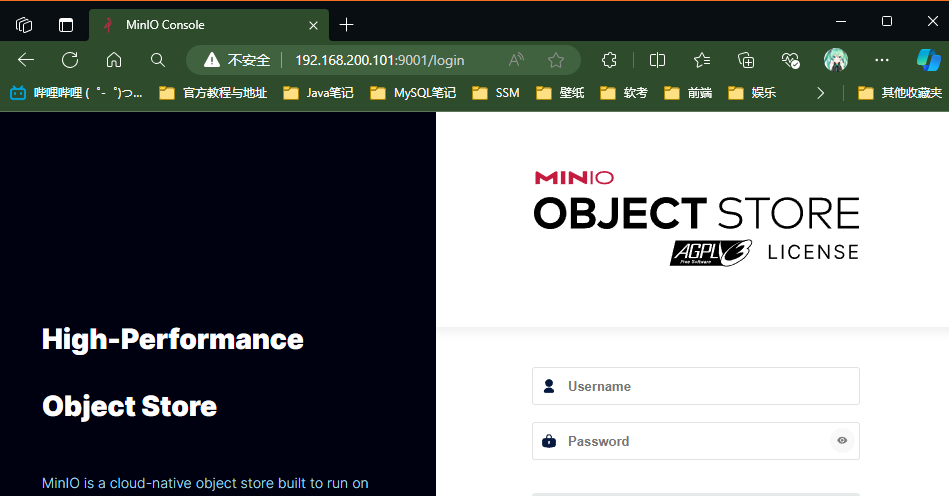 MinIO Console
不安全 192.168.200.101:9001/login
哔哩哔哩 (゜-゜)つ... 官方教程与地址 Java笔记 MySQL笔记 SSM 壁纸 软考 前端 娱乐 其他收藏夹
MINIO
OBJECT STORE
AGPL v3 LICENSE
Free Software
High-Performance
Object Store
Username
Password
MinIO is a cloud-native object store built to run on